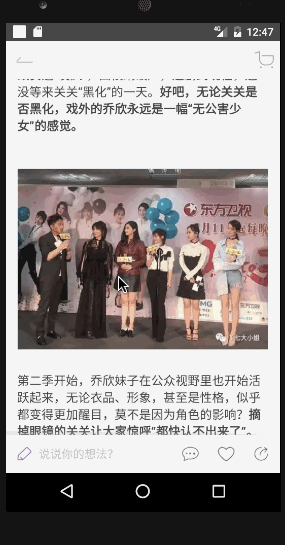 12:47
没等来关关“黑化”的一天。好吧，无论关关是
否黑化，戏外的乔欣永远是一幅“无公害少
女”的感觉。
东方卫视
七大小姐
第二季开始，乔欣妹子在公众视野里也开始活
跃起来，无论衣品、形象，甚至是性格，似乎
都变得更加醒目，莫不是因为角色的影响？摘
掉眼镜的关关让大家惊呼“都快认不出来了”。
说说你的想法？